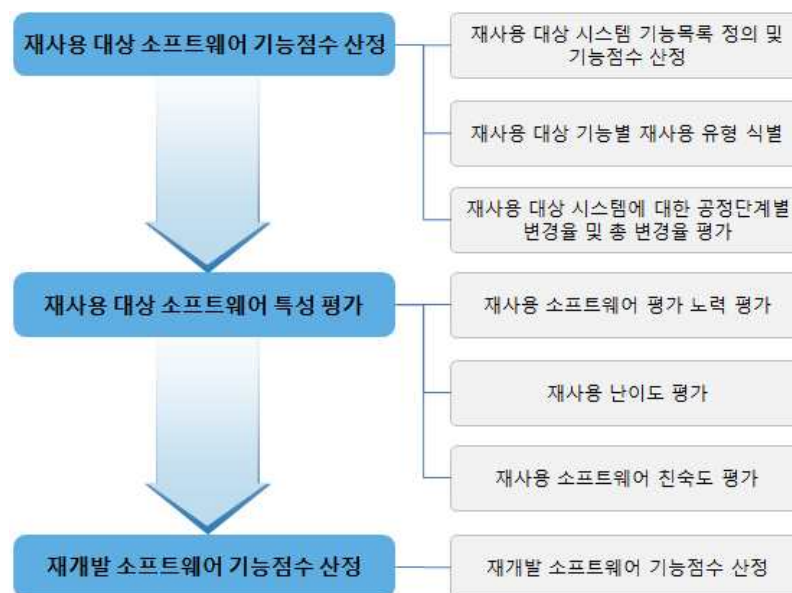 재사용 대상 소프트웨어 기능점수 산정
재사용 대상 시스템 기능목록 정의 및
기능점수 산정
재사용 대상 기능별 재사용 유형 식별
재사용 대상 시스템에 대한 공정단계별
변경율 및 총 변경율 평가
재사용 대상 소프트웨어 특성 평가
재사용 소프트웨어 평가 노력 평가
재사용 난이도 평가
재사용 소프트웨어 친숙도 평가
재개발 소프트웨어 기능점수 산정
재개발 소프트웨어 기능점수 산정